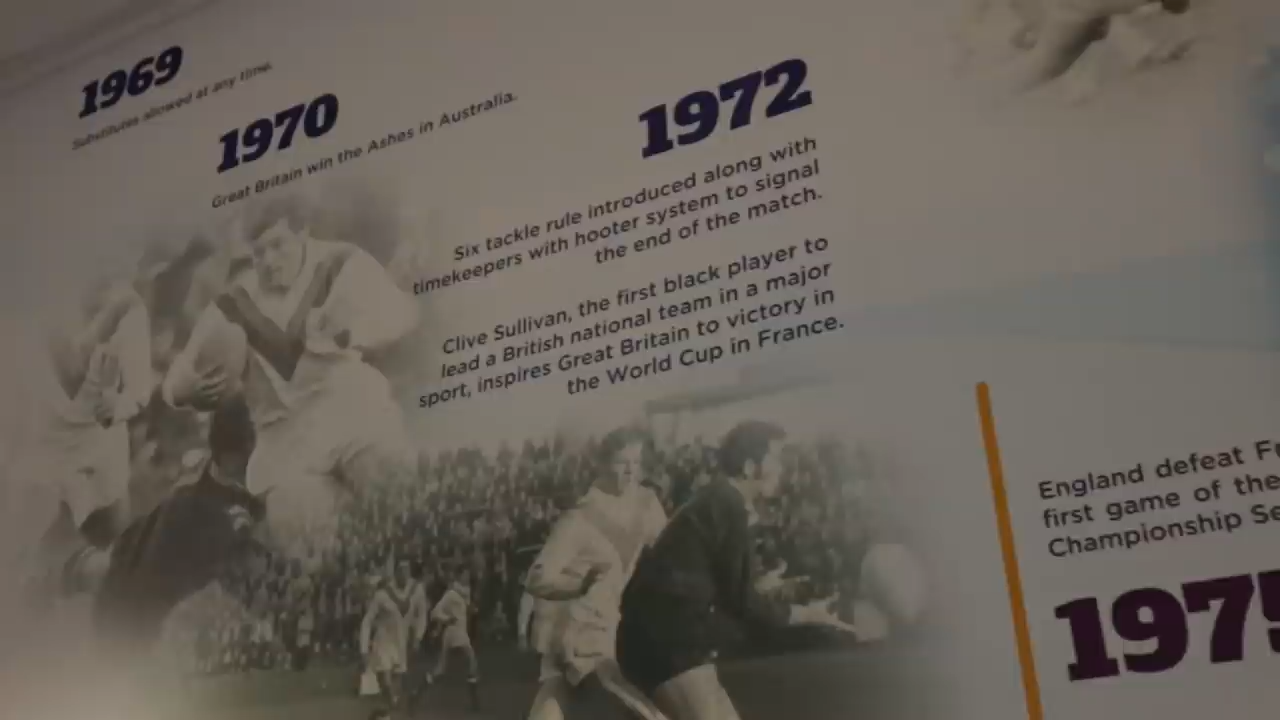 1969
Substitutes allowed at any time.
1970
Great Britain win the Ashes in Australia.
1972
Six tackle rule introduced along with
timekeepers with hooter system to signal
the end of the match.
Clive Sullivan, the first black player to
lead a British national team in a major
sport, inspires Great Britain to victory in
the World Cup in France.
England defeat
first game of the
Championship
1975